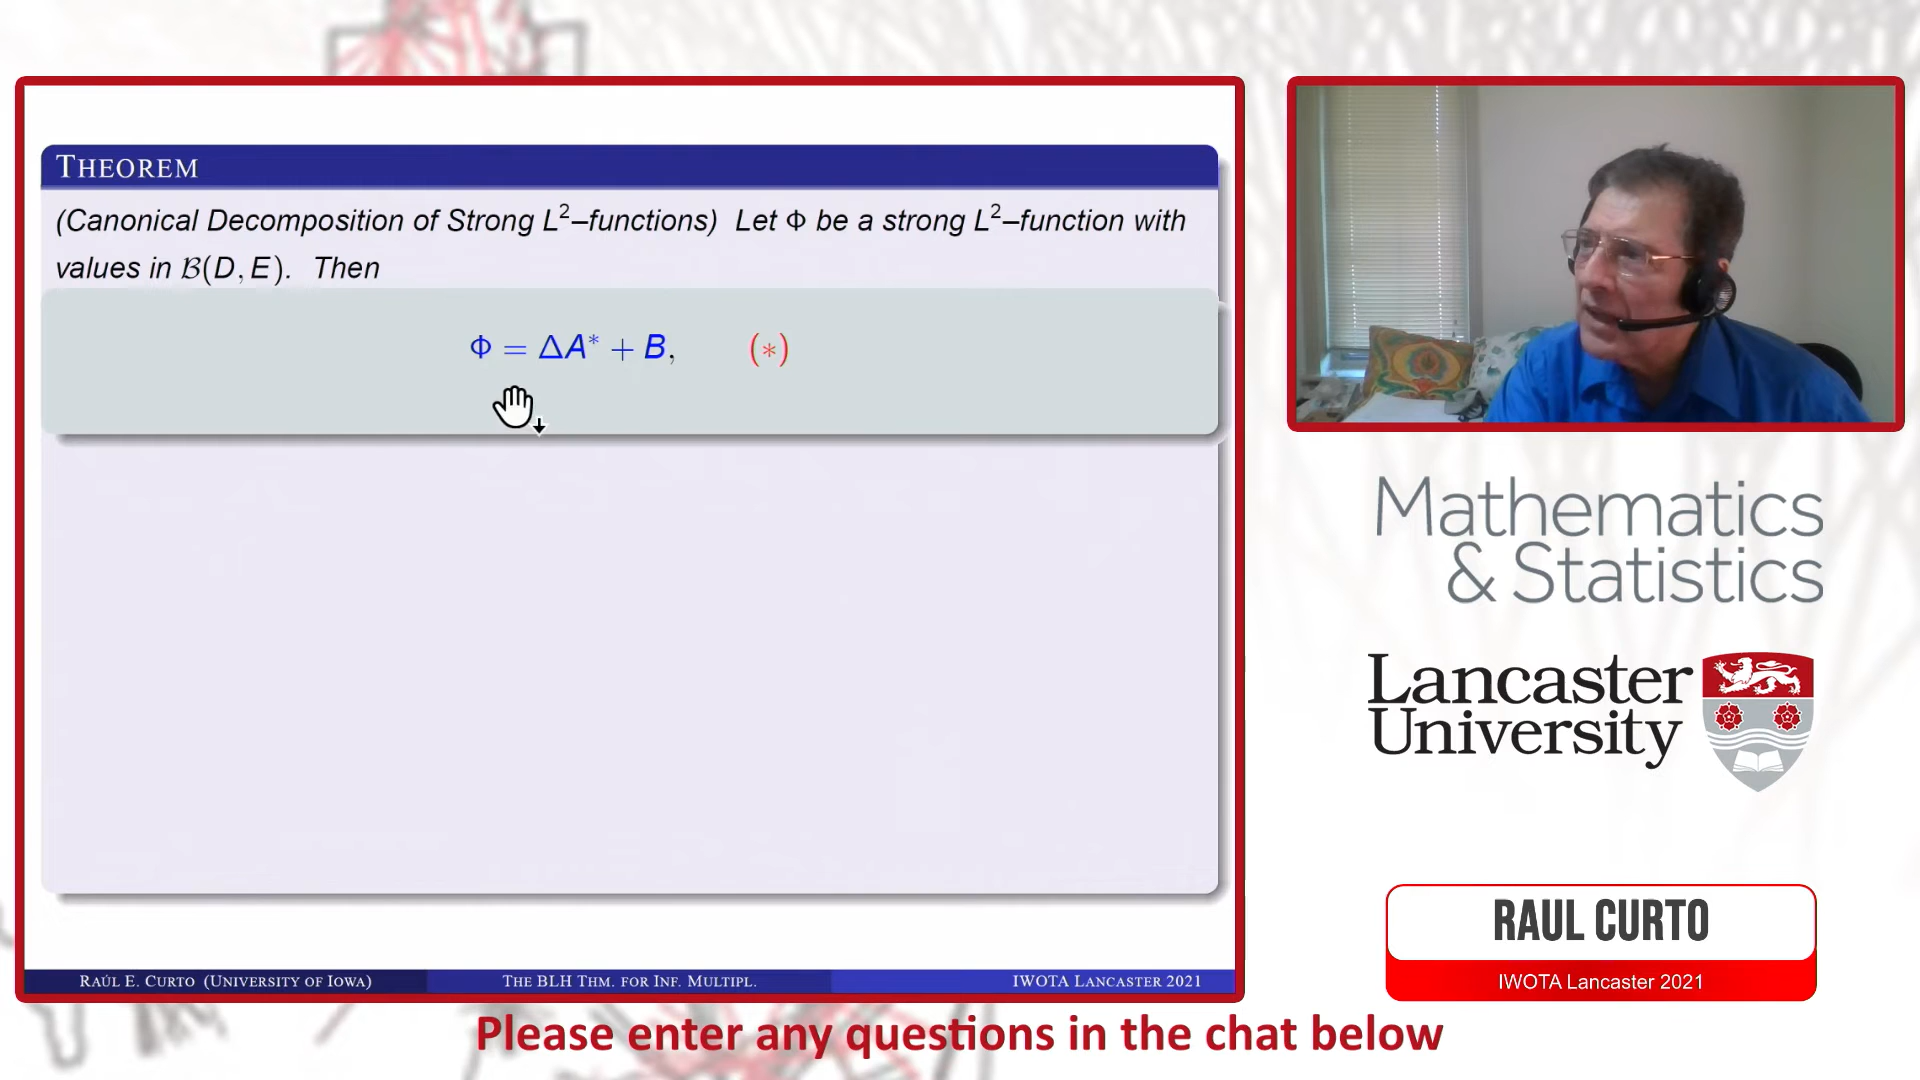 THEOREM
(Canonical Decomposition of Strong L²–functions) Let Φ be a strong L²–function with
values in ℬ(D, E). Then
Φ = ΔA* + B, (*)
RAÚL E. CURTO (UNIVERSITY OF IOWA) THE BLH THM. FOR INF. MULTIPL. IWOTA LANCASTER 2021
Mathematics
& Statistics
Lancaster
University
RAUL CURTO
IWOTA Lancaster 2021
Please enter any questions in the chat below